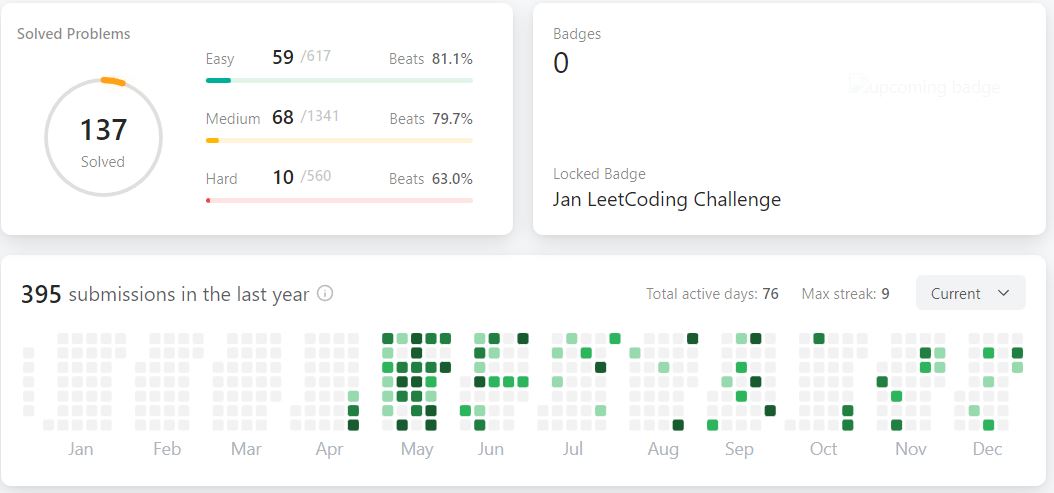 Solved Problems
137
Solved
Easy 59 /617 Beats 81.1%
Medium 68 /1341 Beats 79.7%
Hard 10 /560 Beats 63.0%
Badges
0
upcoming badge
Locked Badge
Jan LeetCoding Challenge
395 submissions in the last year Total active days: 76 Max streak: 9 Current
Jan Feb Mar Apr May Jun Jul Aug Sep Oct Nov Dec